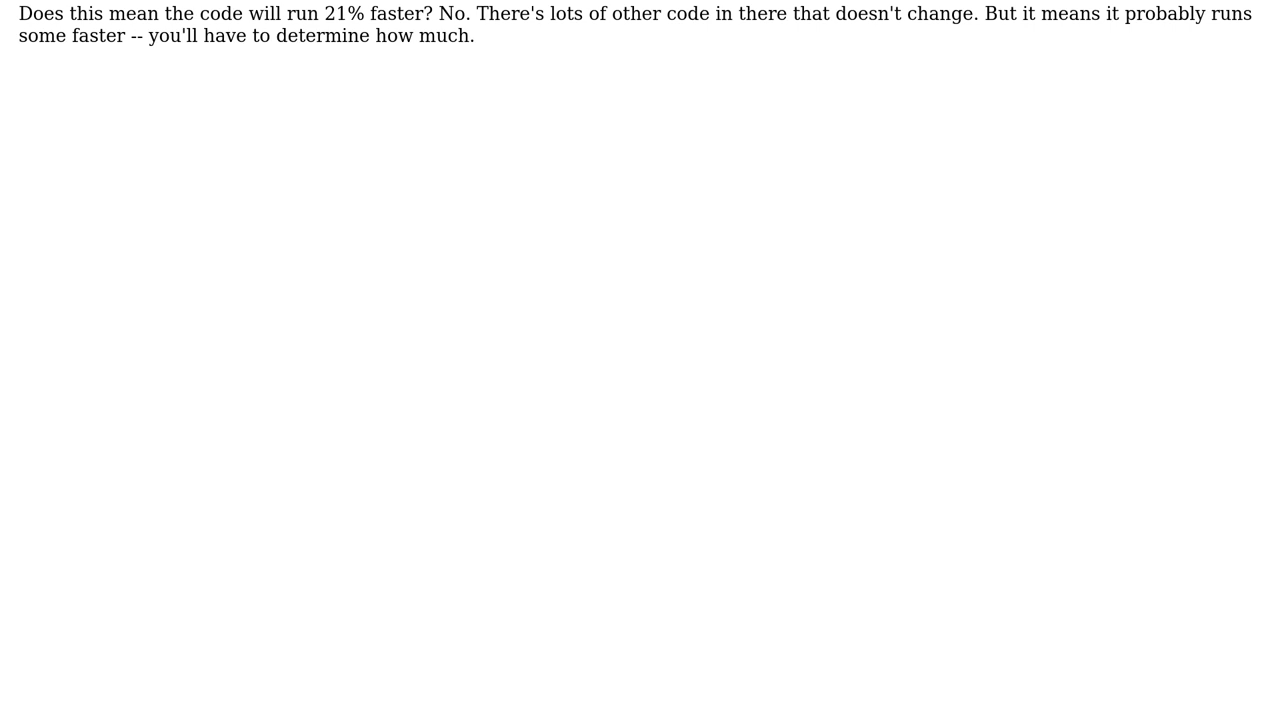 Does this mean the code will run 21% faster? No. There's lots of other code in there that doesn't change. But it means it probably runs
some faster -- you'll have to determine how much.